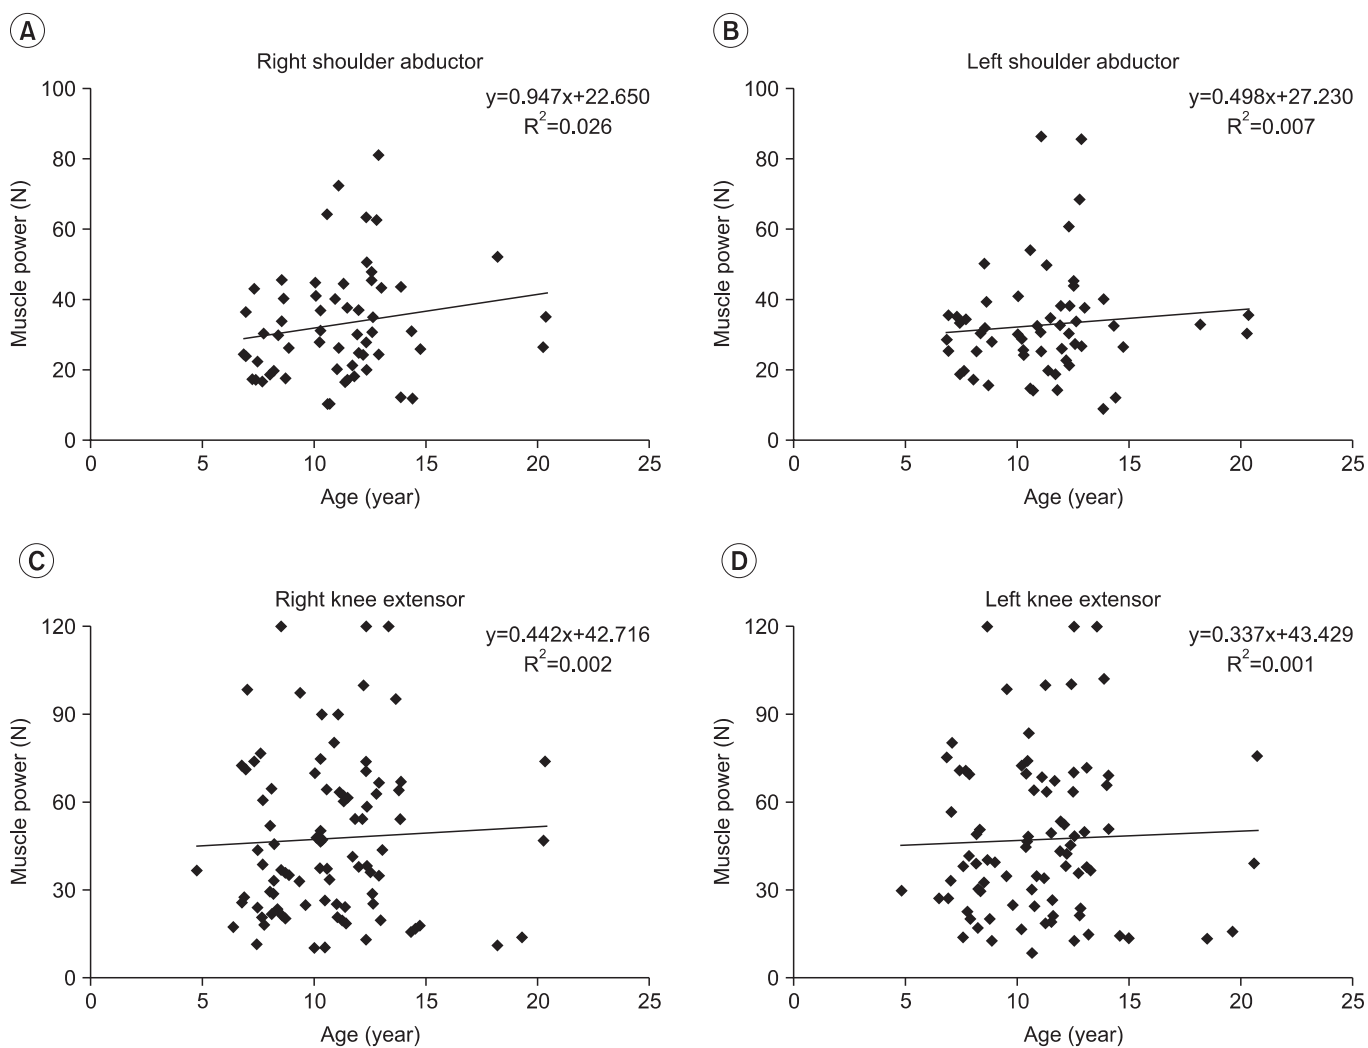 A
Right shoulder abductor
y=0.947x+22.650
R²=0.026
100
80
60
40
20
0
0 5 10 15 20 25
Muscle power (N)
Age (year)
B
Left shoulder abductor
y=0.498x+27.230
R²=0.007
100
80
60
40
20
0
0 5 10 15 20 25
Muscle power (N)
Age (year)
C
Right knee extensor
y=0.442x+42.716
R²=0.002
120
90
60
30
0
0 5 10 15 20 25
Muscle power (N)
Age (year)
D
Left knee extensor
y=0.337x+43.429
R²=0.001
120
90
60
30
0
0 5 10 15 20 25
Muscle power (N)
Age (year)